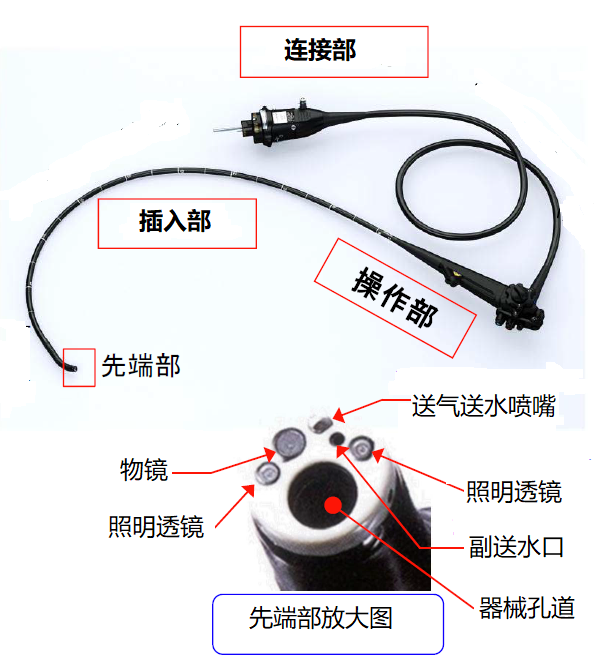 连接部
插入部
操作部
先端部
送气送水喷嘴
物镜
照明透镜
照明透镜
副送水口
器械孔道
先端部放大图